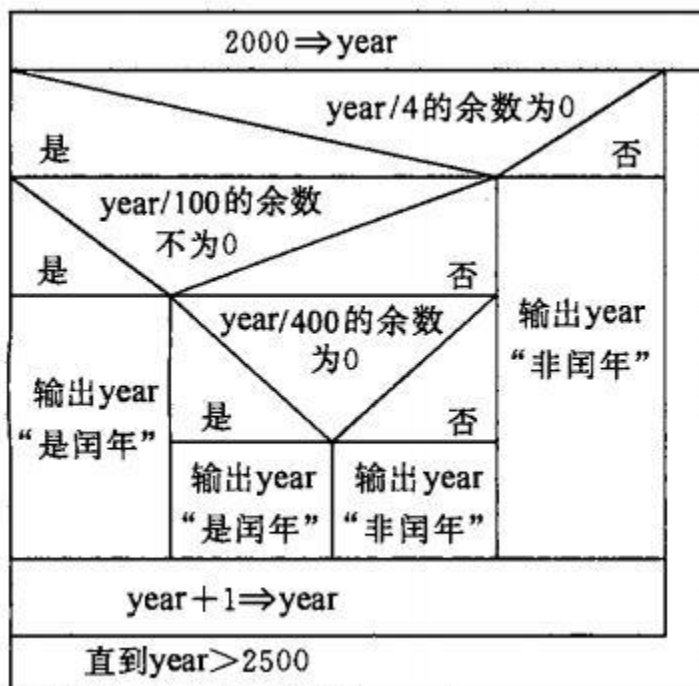 2000⇒year
year/4的余数为0
是
否
year/100的余数
不为0
是
否
year/400的余数
为0
是
否
输出year
“是闰年”
输出year
“是闰年”
输出year
“非闰年”
输出year
“非闰年”
year+1⇒year
直到year>2500